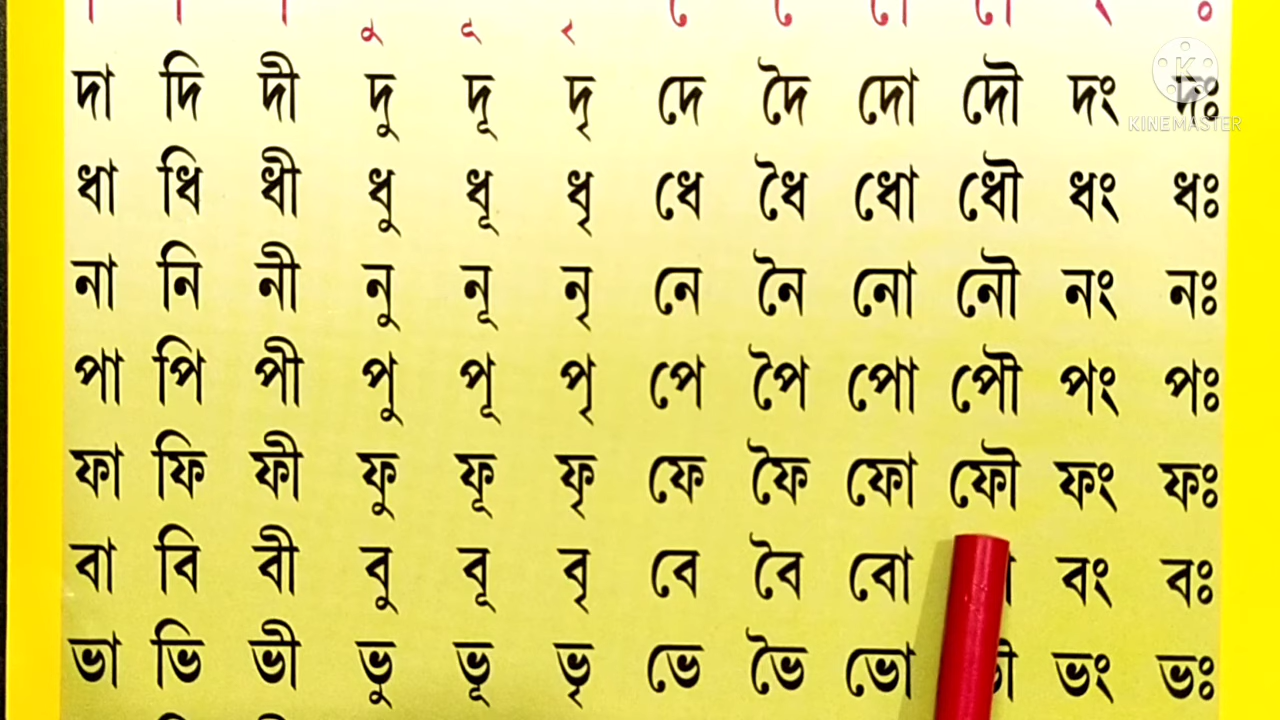 া ি ী ু ূ ৃ ে ৈ ো ৌ ং ঃ
দা দি দী দু দূ দৃ দে দৈ দো দৌ দং দঃ
ধা ধি ধী ধু ধূ ধৃ ধে ধৈ ধো ধৌ ধং ধঃ
না নি নী নু নূ নৃ নে নৈ নো নৌ নং নঃ
পা পি পী পু পূ পৃ পে পৈ পো পৌ পং পঃ
ফা ফি ফী ফু ফূ ফৃ ফে ফৈ ফো ফৌ ফং ফঃ
বা বি বী বু বূ বৃ বে বৈ বো বং বঃ
ভা ভি ভী ভু ভূ ভৃ ভে ভৈ ভো ভং ভঃ
K
KINEMASTER